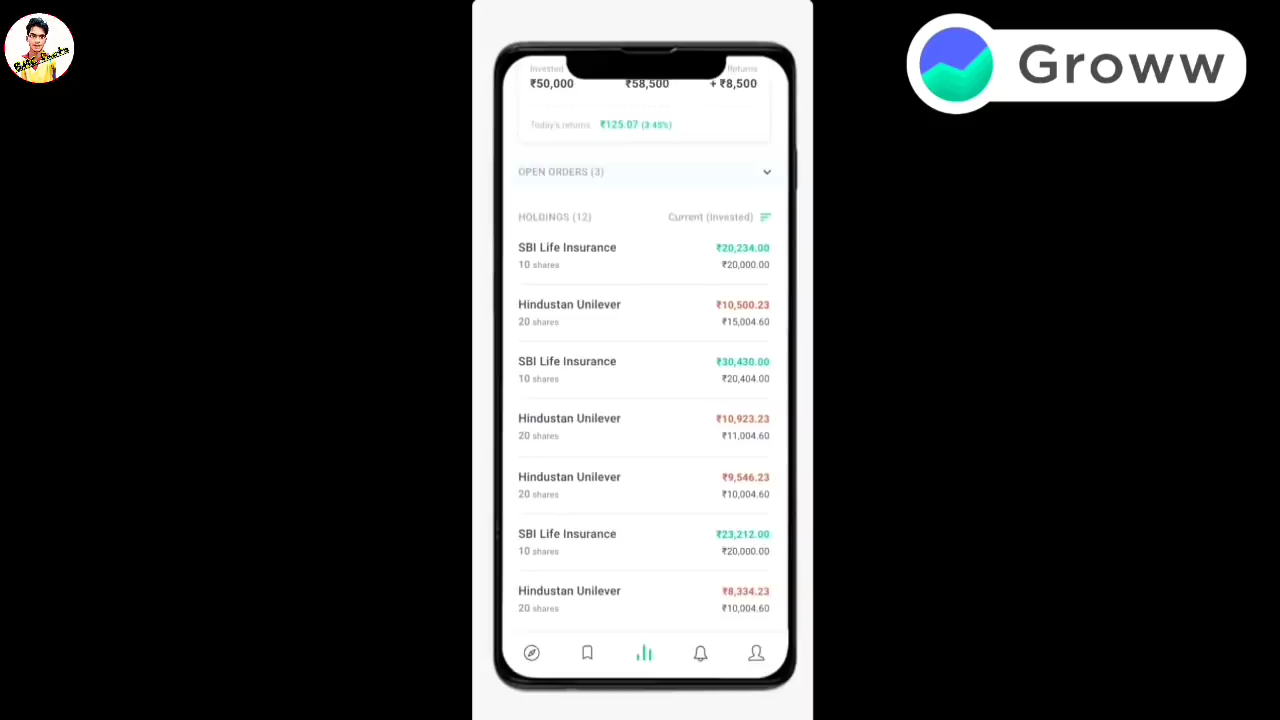 Groww
Invested Returns
₹50,000 ₹58,500 + ₹8,500
Today's returns ₹125.07 (3.45%)
OPEN ORDERS (3)
HOLDINGS (12) Current (Invested)
SBI Life Insurance ₹20,234.00
10 shares ₹20,000.00
Hindustan Unilever ₹10,500.23
20 shares ₹15,004.60
SBI Life Insurance ₹30,430.00
10 shares ₹20,404.00
Hindustan Unilever ₹10,923.23
20 shares ₹11,004.60
Hindustan Unilever ₹9,546.23
20 shares ₹10,004.60
SBI Life Insurance ₹23,212.00
10 shares ₹20,000.00
Hindustan Unilever ₹8,334.23
20 shares ₹10,004.60